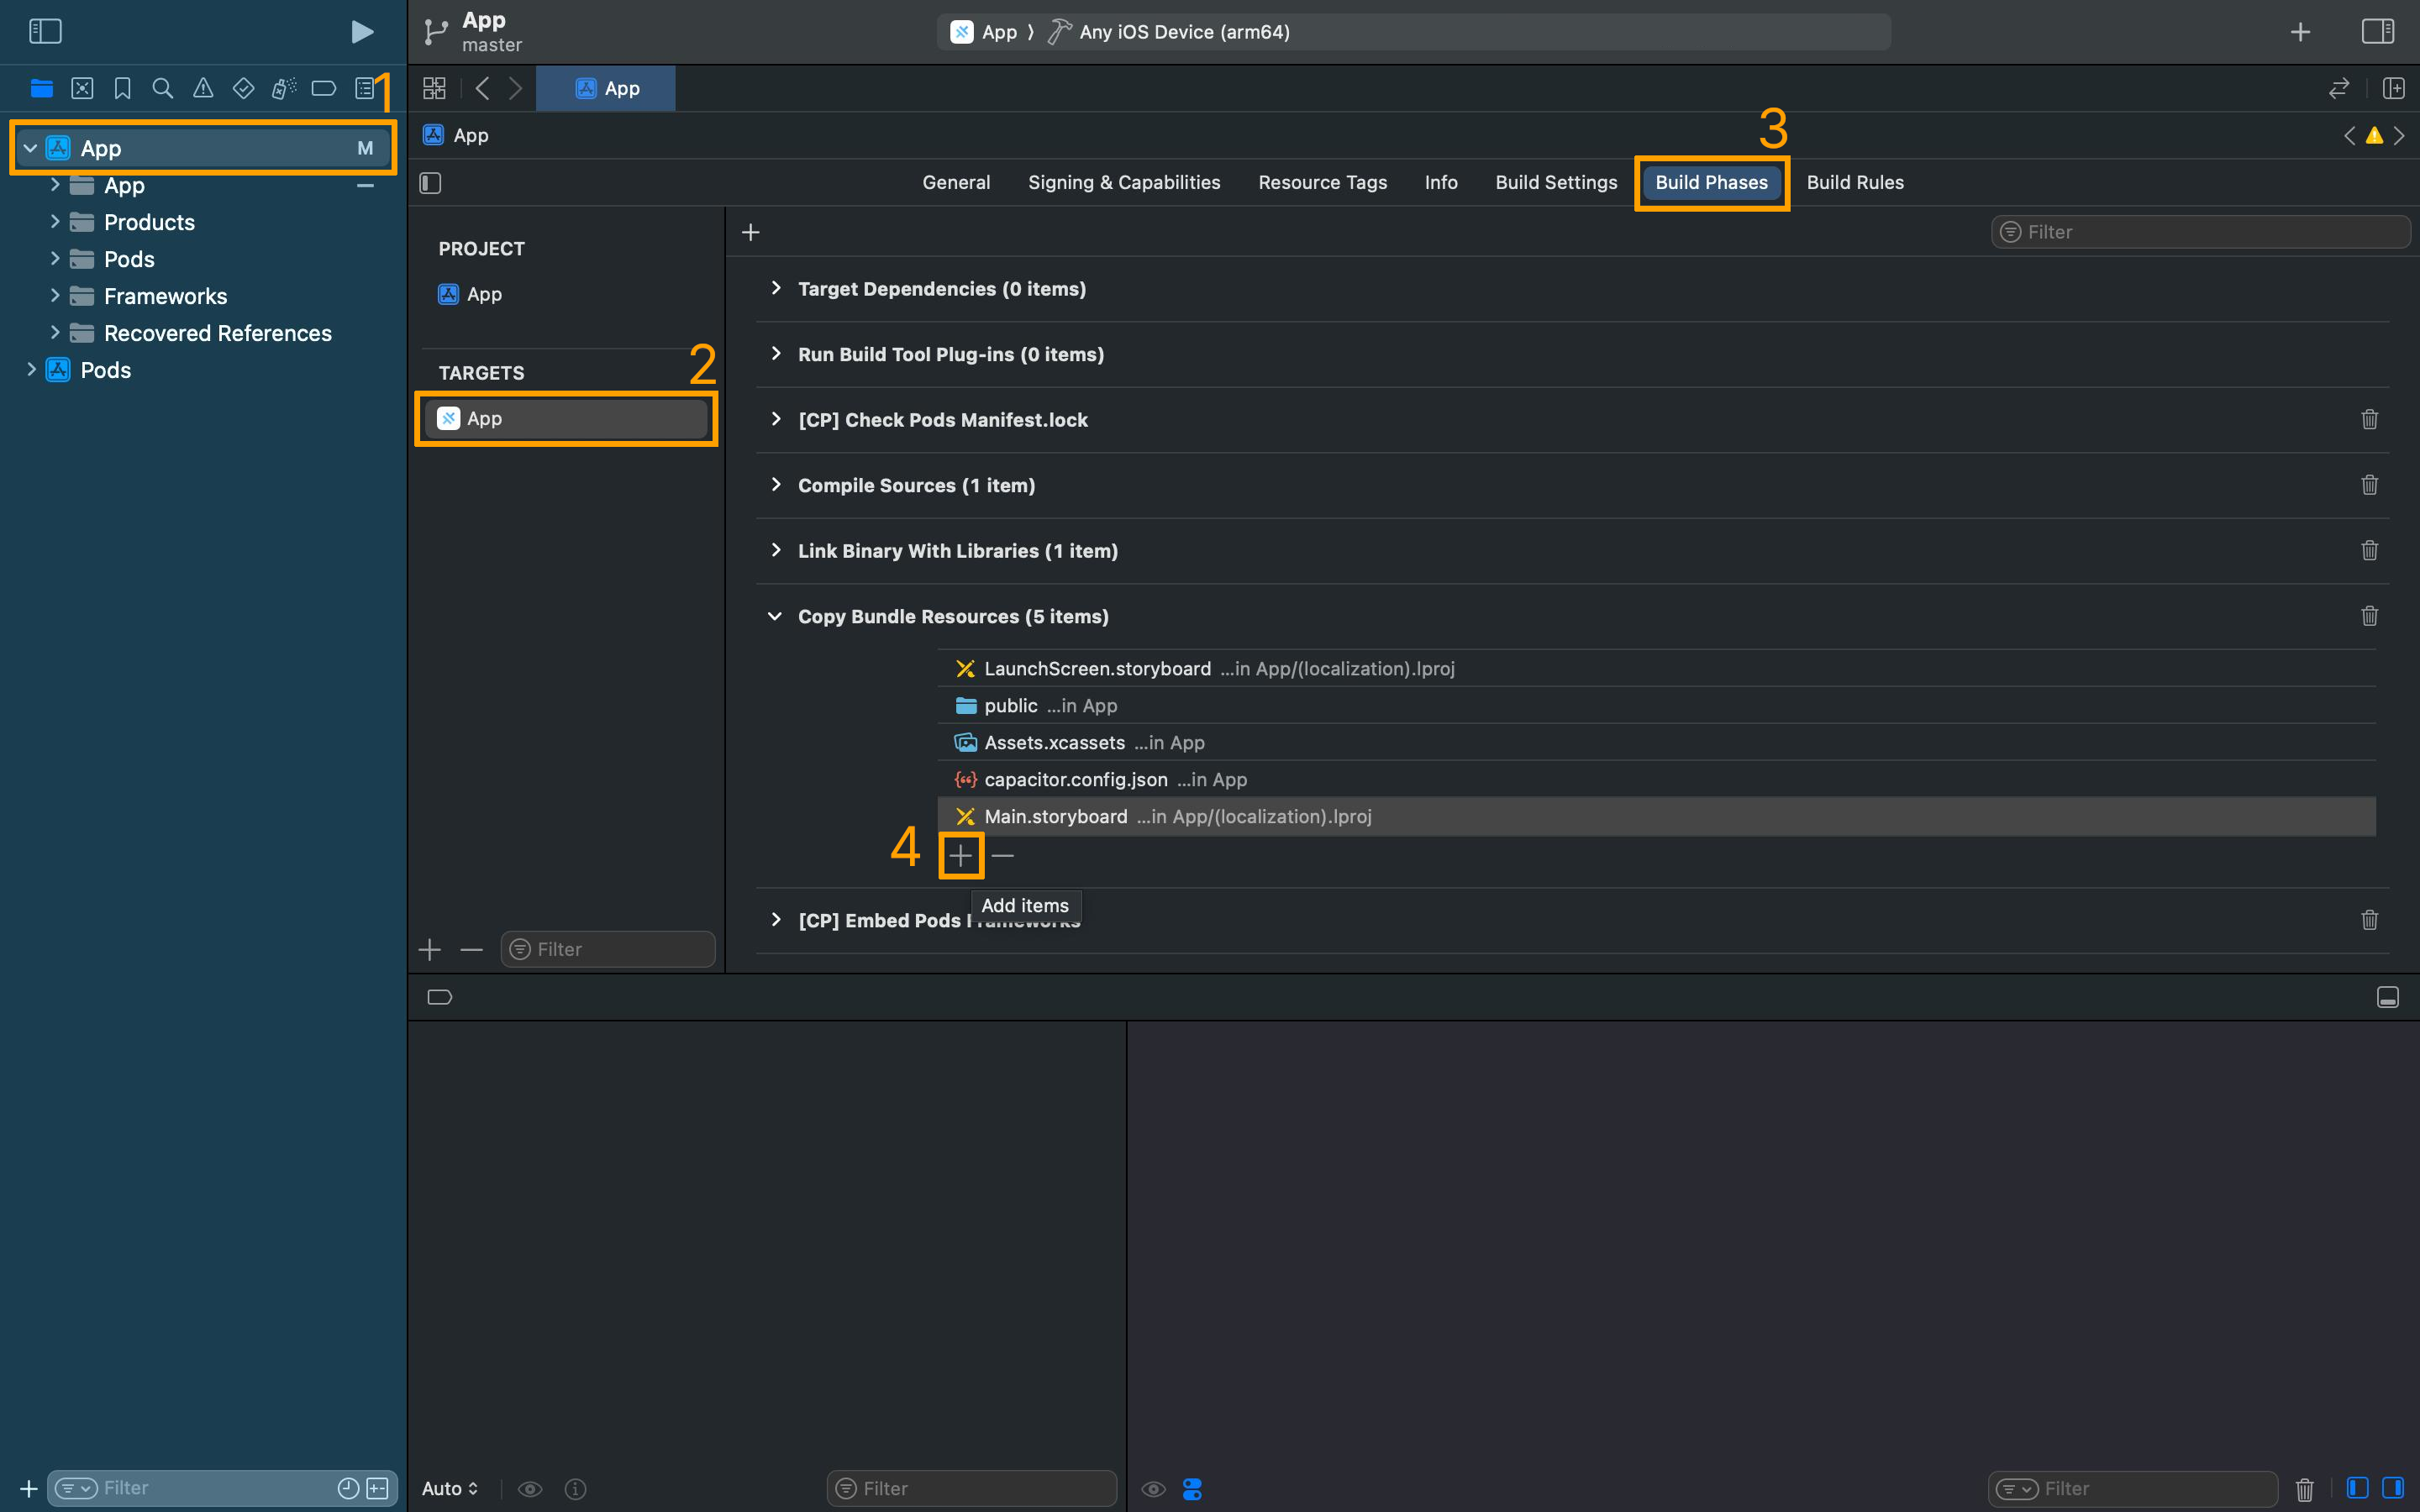 App
master
App ⟩ Any iOS Device (arm64)
1
App
App M
App
Products
Pods
Frameworks
Recovered References
Pods
App
3
General Signing & Capabilities Resource Tags Info Build Settings Build Phases Build Rules
PROJECT
App
2
TARGETS
App
Filter
Filter
Target Dependencies (0 items)
Run Build Tool Plug-ins (0 items)
[CP] Check Pods Manifest.lock
Compile Sources (1 item)
Link Binary With Libraries (1 item)
Copy Bundle Resources (5 items)
LaunchScreen.storyboard ...in App/(localization).lproj
public ...in App
Assets.xcassets ...in App
capacitor.config.json ...in App
Main.storyboard ...in App/(localization).lproj
4
Add items
[CP] Embed Pods Frameworks
Filter
Auto
Filter
Filter